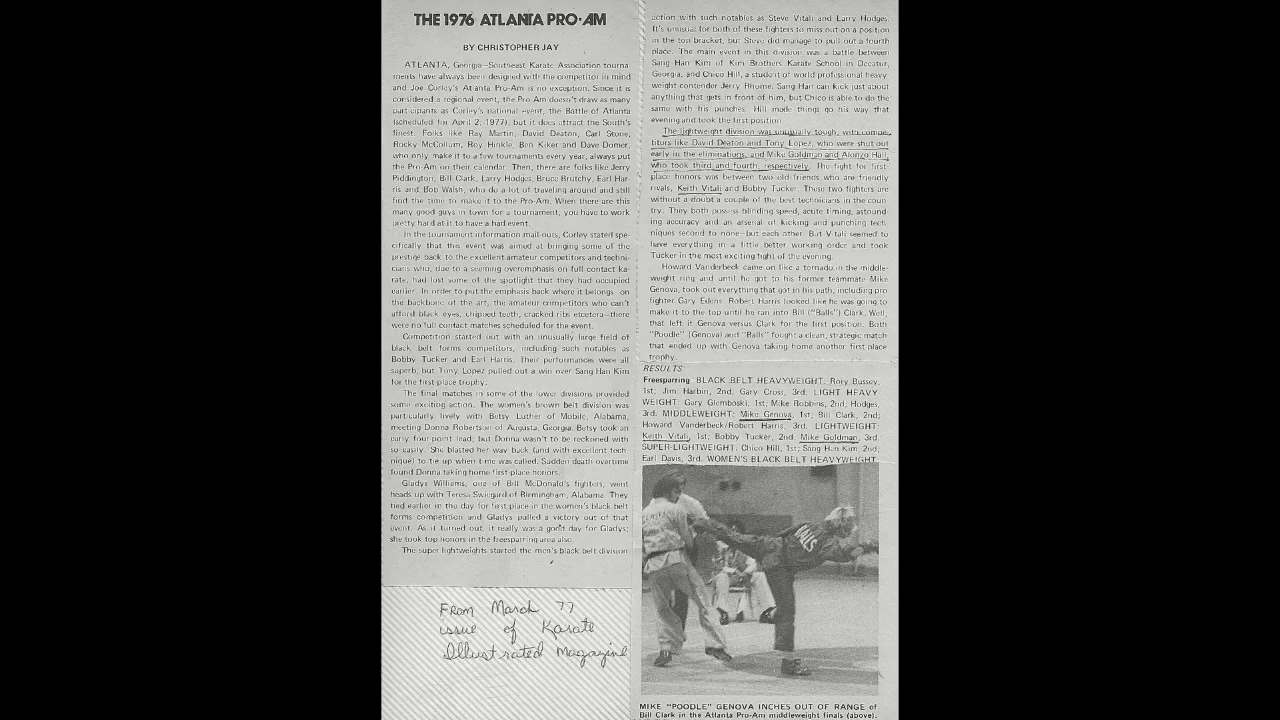 THE 1976 ATLANTA PRO-AM
BY CHRISTOPHER JAY
ATLANTA, Georgia—Southeast Karate Association tourna-
ments have always been designed with the competitor in mind
and Joe Corley's Atlanta Pro-Am is no exception. Since it is
considered a regional event, the Pro-Am doesn't draw as many
participants as Corley's national event, the Battle of Atlanta
(scheduled for April 2, 1977), but it does attract the South's
finest. Folks like Ray Martin, David Deaton, Carl Stone,
Rocky McCollum, Roy Hinkle, Ben Kiker and Dave Domer,
who only make it to a few tournaments every year, always put
the Pro-Am on their calendar. Then, there are folks like Jerry
Piddington, Bill Clark, Larry Hodges, Bruce Brutchy, Earl Har-
ris and Bob Walsh, who do a lot of traveling around and still
find the time to make it to the Pro-Am. When there are this
many good guys in town for a tournament, you have to work
pretty hard at it to have a bad event.
In the tournament information mail-outs, Corley stated spe-
cifically that this event was aimed at bringing some of the
prestige back to the excellent amateur competitors and techni-
cians who, due to a seeming overemphasis on full contact ka-
rate, had lost some of the spotlight that they had occupied
earlier. In order to put the emphasis back where it belongs—on
the backbone of the art, the amateur competitors who can't
afford black eyes, chipped teeth, cracked ribs etcetera—there
were no full contact matches scheduled for the event.
Competition started out with an unusually large field of
black belt forms competitors, including such notables as
Bobby Tucker and Earl Harris. Their performances were all
superb, but Tony Lopez pulled out a win over Sang Han Kim
for the first-place trophy.
The final matches in some of the lower divisions provided
some exciting action. The women's brown belt division was
particularly lively with Betsy Luther of Mobile, Alabama,
meeting Donna Robertson of Augusta, Georgia. Betsy took an
early four-point lead, but Donna wasn't to be reckoned with
so easily. She blasted her way back (and with excellent tech-
nique) to tie up when time was called. Sudden death overtime
found Donna taking home first-place honors.
Gladys Williams, one of Bill McDonald's fighters, went
heads up with Teresa Swiegard of Birmingham, Alabama. They
tied earlier in the day for first place in the women's black belt
forms competition and Gladys pulled a victory out of that
event. As it turned out, it really was a good day for Gladys;
she took top honors in the freesparring area also.
The super-lightweights started the men's black belt division
From March 77
issue of Karate
Illustrated Magazine
action with such notables as Steve Vitali and Larry Hodges.
It's unusual for both of these fighters to miss out on a position
in the top bracket, but Steve did manage to pull out a fourth
place. The main event in this division was a battle between
Sang Han Kim of Kim Brothers Karate School in Decatur,
Georgia, and Chico Hill, a student of world professional heavy-
weight contender Jerry Rhome. Sang Han can kick just about
anything that gets in front of him, but Chico is able to do the
same with his punches. Hill made things go his way that
evening and took the first position.
The lightweight division was unusually tough, with compe-
titors like David Deaton and Tony Lopez, who were shut out
early in the eliminations, and Mike Goldman and Alonzo Hall,
who took third and fourth, respectively. The fight for first-
place honors was between two old friends who are friendly
rivals, Keith Vitali and Bobby Tucker. These two fighters are
without a doubt a couple of the best technicians in the coun-
try. They both possess blinding speed, acute timing, astound-
ing accuracy and an arsenal of kicking and punching tech-
niques second to none—but each other. But Vitali seemed to
have everything in a little better working order and took
Tucker in the most exciting fight of the evening.
Howard Vanderbeck came on like a tornado in the middle-
weight ring and until he got to his former teammate Mike
Genova, took out everything that got in his path, including pro
fighter Gary Edens. Robert Harris looked like he was going to
make it to the top until he ran into Bill ("Balls") Clark. Well,
that left it Genova versus Clark for the first position. Both
"Poodle" (Genova) and "Balls" fought a clean, strategic match
that ended up with Genova taking home another first-place
trophy.
RESULTS:
Freesparring: BLACK BELT HEAVYWEIGHT: Rory Bussey,
1st; Jim Harbin, 2nd; Gary Cross, 3rd. LIGHT HEAVY-
WEIGHT: Gary Glemboski, 1st; Mike Robbins, 2nd; Hodges,
3rd. MIDDLEWEIGHT: Mike Genova, 1st; Bill Clark, 2nd;
Howard Vanderbeck/Robert Harris, 3rd. LIGHTWEIGHT:
Keith Vitali, 1st; Bobby Tucker, 2nd; Mike Goldman, 3rd.
SUPER-LIGHTWEIGHT: Chico Hill, 1st; Sang Han Kim, 2nd;
Earl Davis, 3rd. WOMEN'S BLACK BELT HEAVYWEIGHT:
BALLS
MIKE "POODLE" GENOVA INCHES OUT OF RANGE of
Bill Clark in the Atlanta Pro-Am middleweight finals (above).